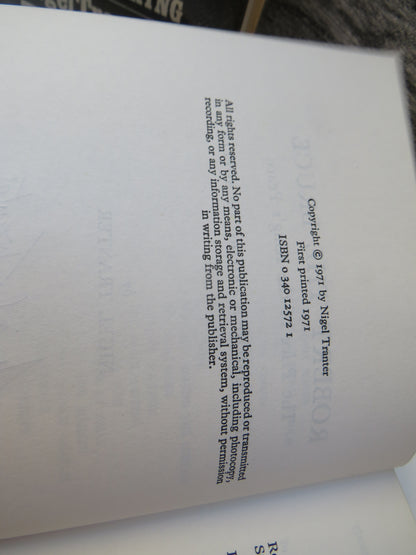 Copyright © 1971 by Nigel Tranter
First printed 1971
ISBN 0 340 12572 1
All rights reserved. No part of this publication may be reproduced or transmitted
in any form or by any means, electronic or mechanical, including photocopy,
recording, or any information storage and retrieval system, without permission
in writing from the publisher.